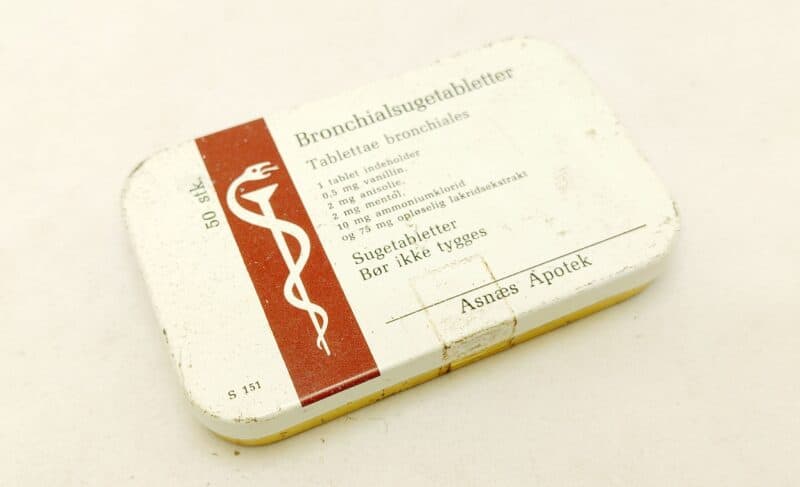 50 stk.
Bronchialsugetabletter
Tablettae bronchiales
1 tablet indeholder
0,5 mg vanillin.
2 mg anisolie.
2 mg mentol.
10 mg ammoniumklorid
og 75 mg opløselig lakridsekstrakt
Sugetabletter
Bør ikke tygges
Asnæs Apotek
S 151